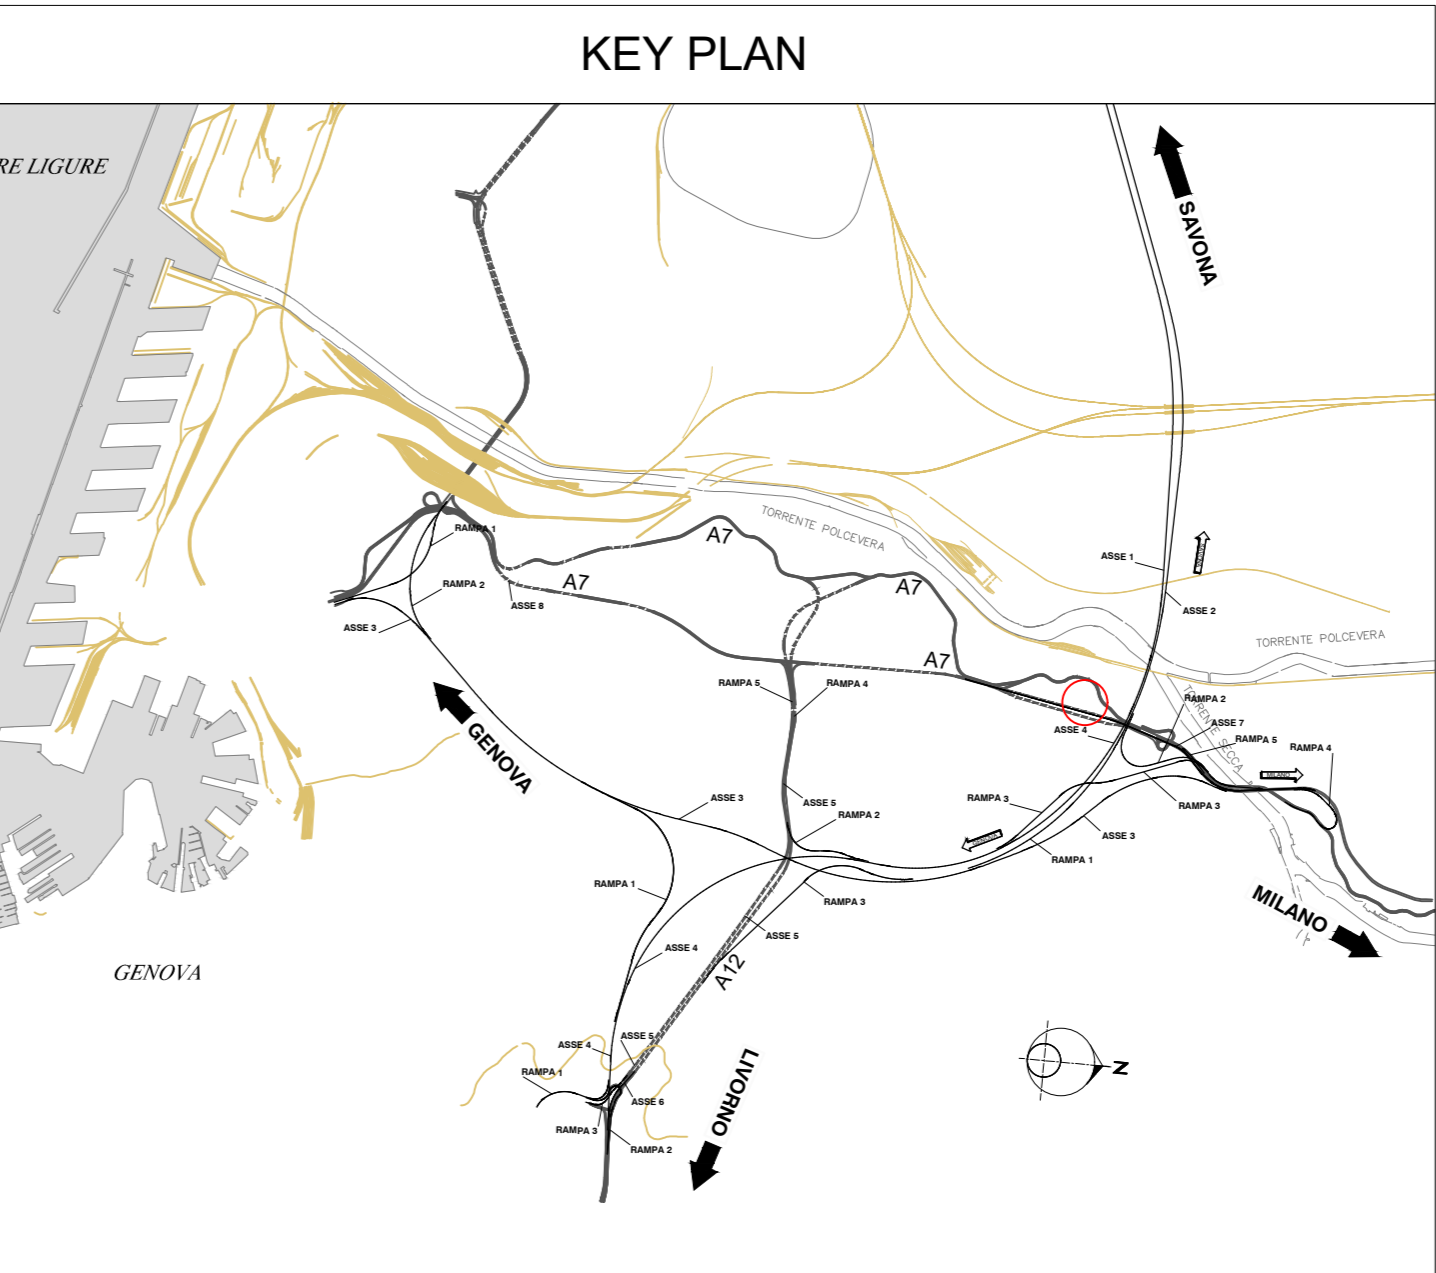 KEY PLAN
RE LIGURE
SAVONA
TORRENTE POLCEVERA
RAMPA 1
A7
A7
RAMPA 2
A7
ASSE 8
ASSE 1
SAVONA
ASSE 2
ASSE 3
TORRENTE POLCEVERA
A7
RAMPA 5
RAMPA 4
TORRENTE SECCA
RAMPA 2
GENOVA
ASSE 4
ASSE 7
RAMPA 5
RAMPA 4
MILANO
ASSE 3
ASSE 5
RAMPA 2
RAMPA 3
RAMPA 3
ASSE 3
GENOVA
RAMPA 1
RAMPA 1
RAMPA 3
MILANO
ASSE 5
ASSE 4
A12
GENOVA
ASSE 5
ASSE 4
RAMPA 1
LIVORNO
N
ASSE 6
RAMPA 3
RAMPA 2